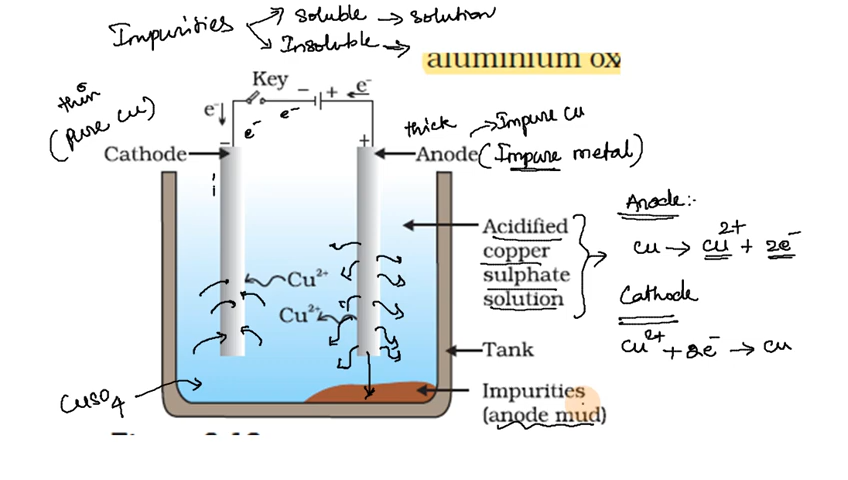 Impurities → soluble → solution
→ Insoluble →
aluminium ox
thin
(pure Cu)
Key
e⁻
e⁻
e⁻
− +
e⁻
−
+
thick
→ Impure Cu
Cathode
Anode (Impure metal)
Acidified
copper
sulphate
solution
Anode:-
Cu → Cu²⁺ + 2e⁻
Cathode
Cu²⁺ + 2e⁻ → Cu
Cu²⁺
Cu²⁺
Tank
CuSO₄
Impurities
(anode mud)